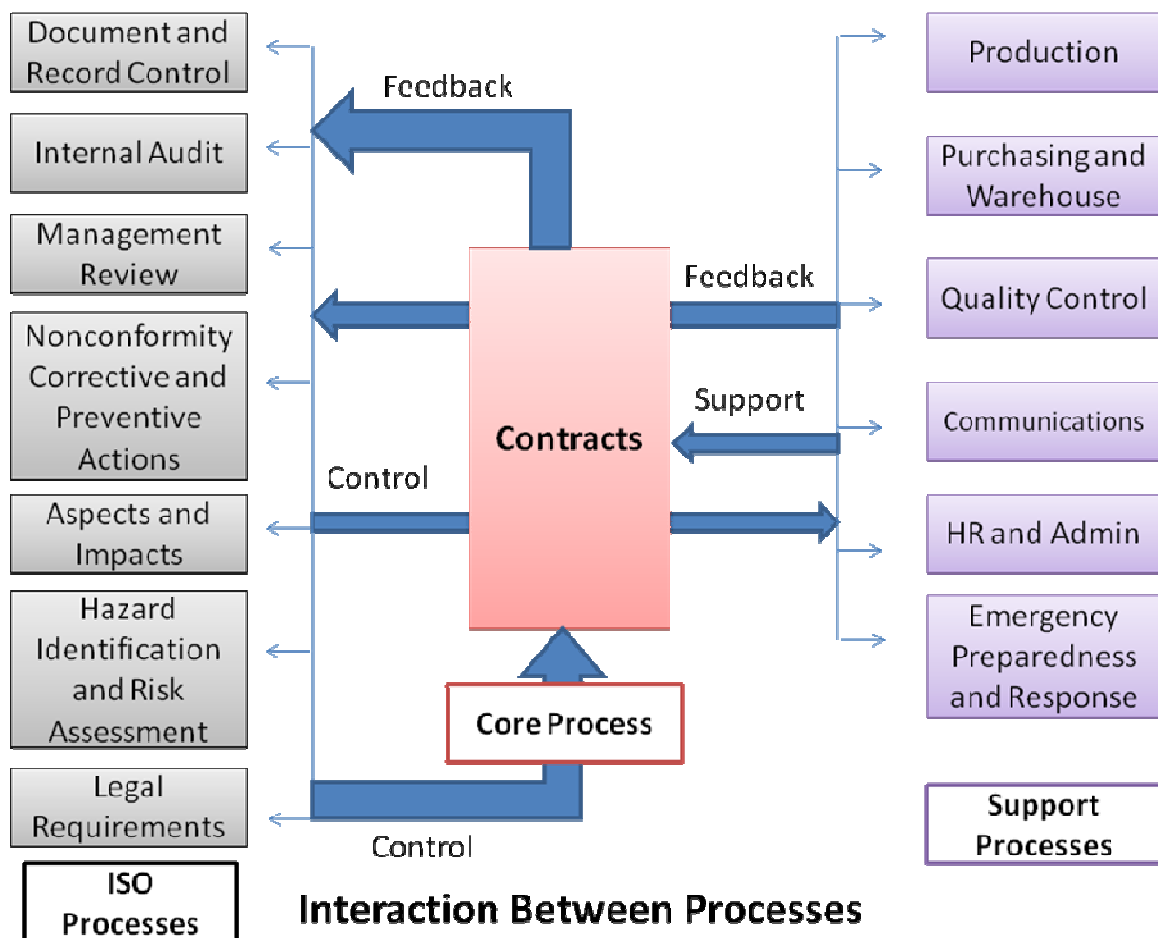 Document and
Record Control
Internal Audit
Management
Review
Nonconformity
Corrective and
Preventive
Actions
Aspects and
Impacts
Hazard
Identification
and Risk
Assessment
Legal
Requirements
ISO
Processes
Feedback
Feedback
Support
Contracts
Control
Core Process
Control
Interaction Between Processes
Production
Purchasing and
Warehouse
Quality Control
Communications
HR and Admin
Emergency
Preparedness
and Response
Support
Processes